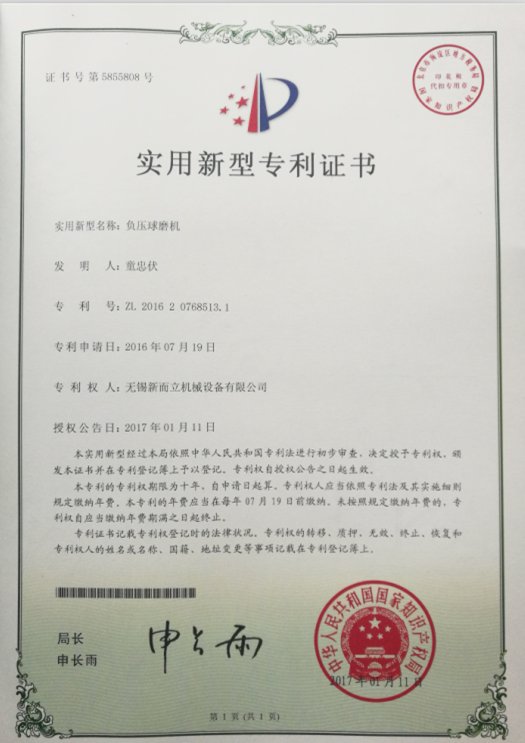 证书号第5855808号
印花税
代扣专用章
国家知识产权局
实用新型专利证书
实用新型名称：负压球磨机
发明人：童忠伏
专利号：ZL 2016 2 0768513.1
专利申请日：2016年07月19日
专利权人：无锡新而立机械设备有限公司
授权公告日：2017年01月11日
本实用新型经过本局依照中华人民共和国专利法进行初步审查，决定授予专利权，颁
发本证书并在专利登记簿上予以登记。专利权自授权公告之日起生效。
本专利的专利权期限为十年，自申请日起算。专利权人应当依照专利法及其实施细则
规定缴纳年费。本专利的年费应当在每年07月19日前缴纳。未按照规定缴纳年费的，专
利权自应当缴纳年费期满之日起终止。
专利证书记载专利权登记时的法律状况。专利权的转移、质押、无效、终止、恢复和
专利权人的姓名或名称、国籍、地址变更等事项记载在专利登记簿上。
局长
申长雨
申长雨
中华人民共和国国家知识产权局
2017年01月11日
第1页（共1页）